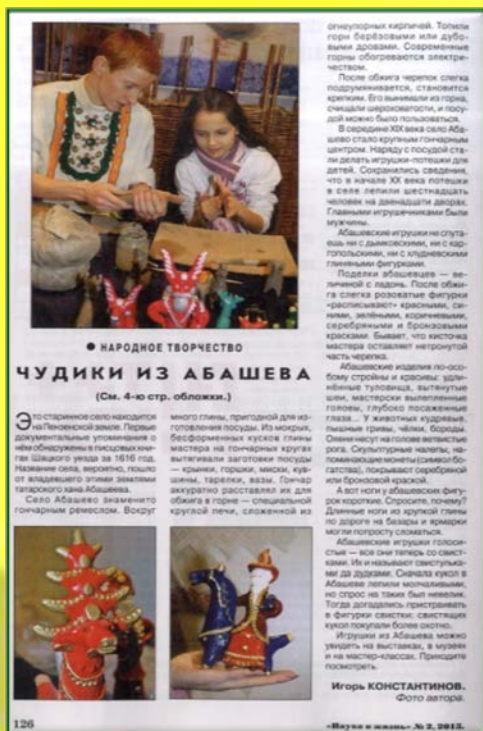 ● НАРОДНОЕ ТВОРЧЕСТВО
ЧУДИКИ ИЗ АБАШЕВА
(См. 4-ю стр. обложки.)
Это старинное село находится
на Пензенской земле. Первые
документальные упоминания о
нём обнаружены в писцовых кни-
гах Шацкого уезда за 1616 год.
Название села, вероятно, пошло
от владевшего этими землями
татарского хана Абашеева.
Село Абашево знаменито
гончарным ремеслом. Вокруг
много глины, пригодной для из-
готовления посуды. Из мокрых,
бесформенных кусков глины
мастера на гончарных кругах
вытягивали заготовки посуды
— крынки, горшки, миски, кув-
шины, тарелки, вазы. Гончар
аккуратно расставлял их для
обжига в горне — специальной
круглой печи, сложенной из
огнеупорных кирпичей. Топили
горн берёзовыми или дубо-
выми дровами. Современные
горны обогреваются электри-
чеством.
После обжига черепок слегка
подрумянивается, становится
крепким. Его вынимали из горна,
счищали шероховатости, и посу-
дой можно было пользоваться.
В середине XIX века село Аба-
шево стало крупным гончарным
центром. Наряду с посудой ста-
ли делать игрушки-потешки для
детей. Сохранились сведения,
что в начале XX века потешки
в селе лепили шестнадцать
человек на двенадцати дворах.
Главными игрушечниками были
мужчины.
Абашевские игрушки не спута-
ешь ни с дымковскими, ни с кар-
гопольскими, ни с хлудневскими
глиняными фигурками.
Поделки абашевцев — ве-
личиной с ладонь. После обжи-
га слегка розоватые фигурки
«расписывают» красными, си-
ними, зелёными, коричневыми,
серебряными и бронзовыми
красками. Бывает, что кисточка
мастера оставляет нетронутой
часть черепка.
Абашевские изделия по-осо-
бому стройны и красивы: удли-
нённые туловища, вытянутые
шеи, мастерски вылепленные
головы, глубоко посаженные
глаза... У животных кудрявые,
пышные гривы, чёлки, бороды.
Олени несут на голове ветвистые
рога. Скульптурные налепы, на-
поминающие монеты (символ бо-
гатства), покрывают серебряной
или бронзовой краской.
А вот ноги у абашевских фигу-
рок короткие. Спросите, почему?
Длинные ноги из хрупкой глины
по дороге на базары и ярмарки
могли попросту сломаться.
Абашевские игрушки голоси-
стые — все они теперь со свист-
ками. Их и называют свистулька-
ми да дудками. Сначала кукол в
Абашеве лепили молчаливыми,
но спрос на таких был невелик.
Тогда догадались пристраивать
в фигурки свистки: свистящих
кукол покупали более охотно.
Игрушки из Абашева можно
увидеть на выставках, в музеях
и на мастер-классах. Приходите
посмотреть.
Игорь КОНСТАНТИНОВ.
Фото автора.
126
«Наука и жизнь» № 2, 2013.